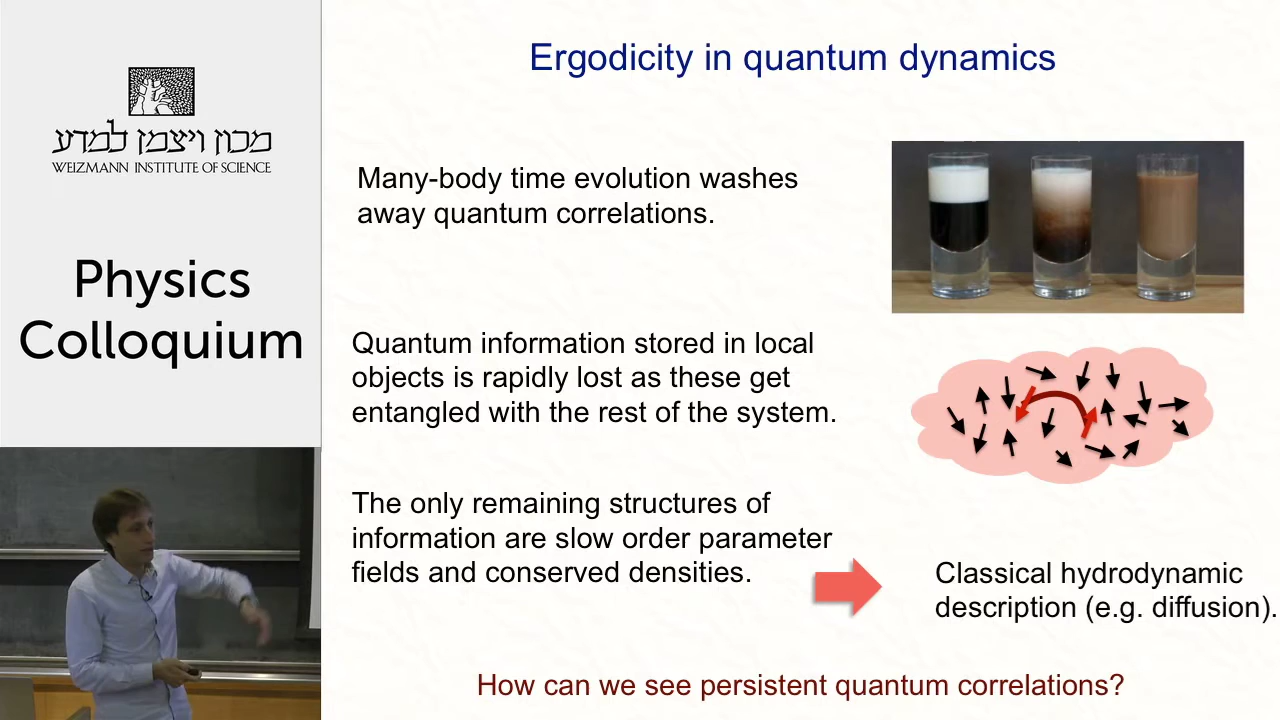 מכון ויצמן למדע
WEIZMANN INSTITUTE OF SCIENCE
Physics
Colloquium
Ergodicity in quantum dynamics
Many-body time evolution washes
away quantum correlations.
Quantum information stored in local
objects is rapidly lost as these get
entangled with the rest of the system.
The only remaining structures of
information are slow order parameter
fields and conserved densities.
Classical hydrodynamic
description (e.g. diffusion).
How can we see persistent quantum correlations?